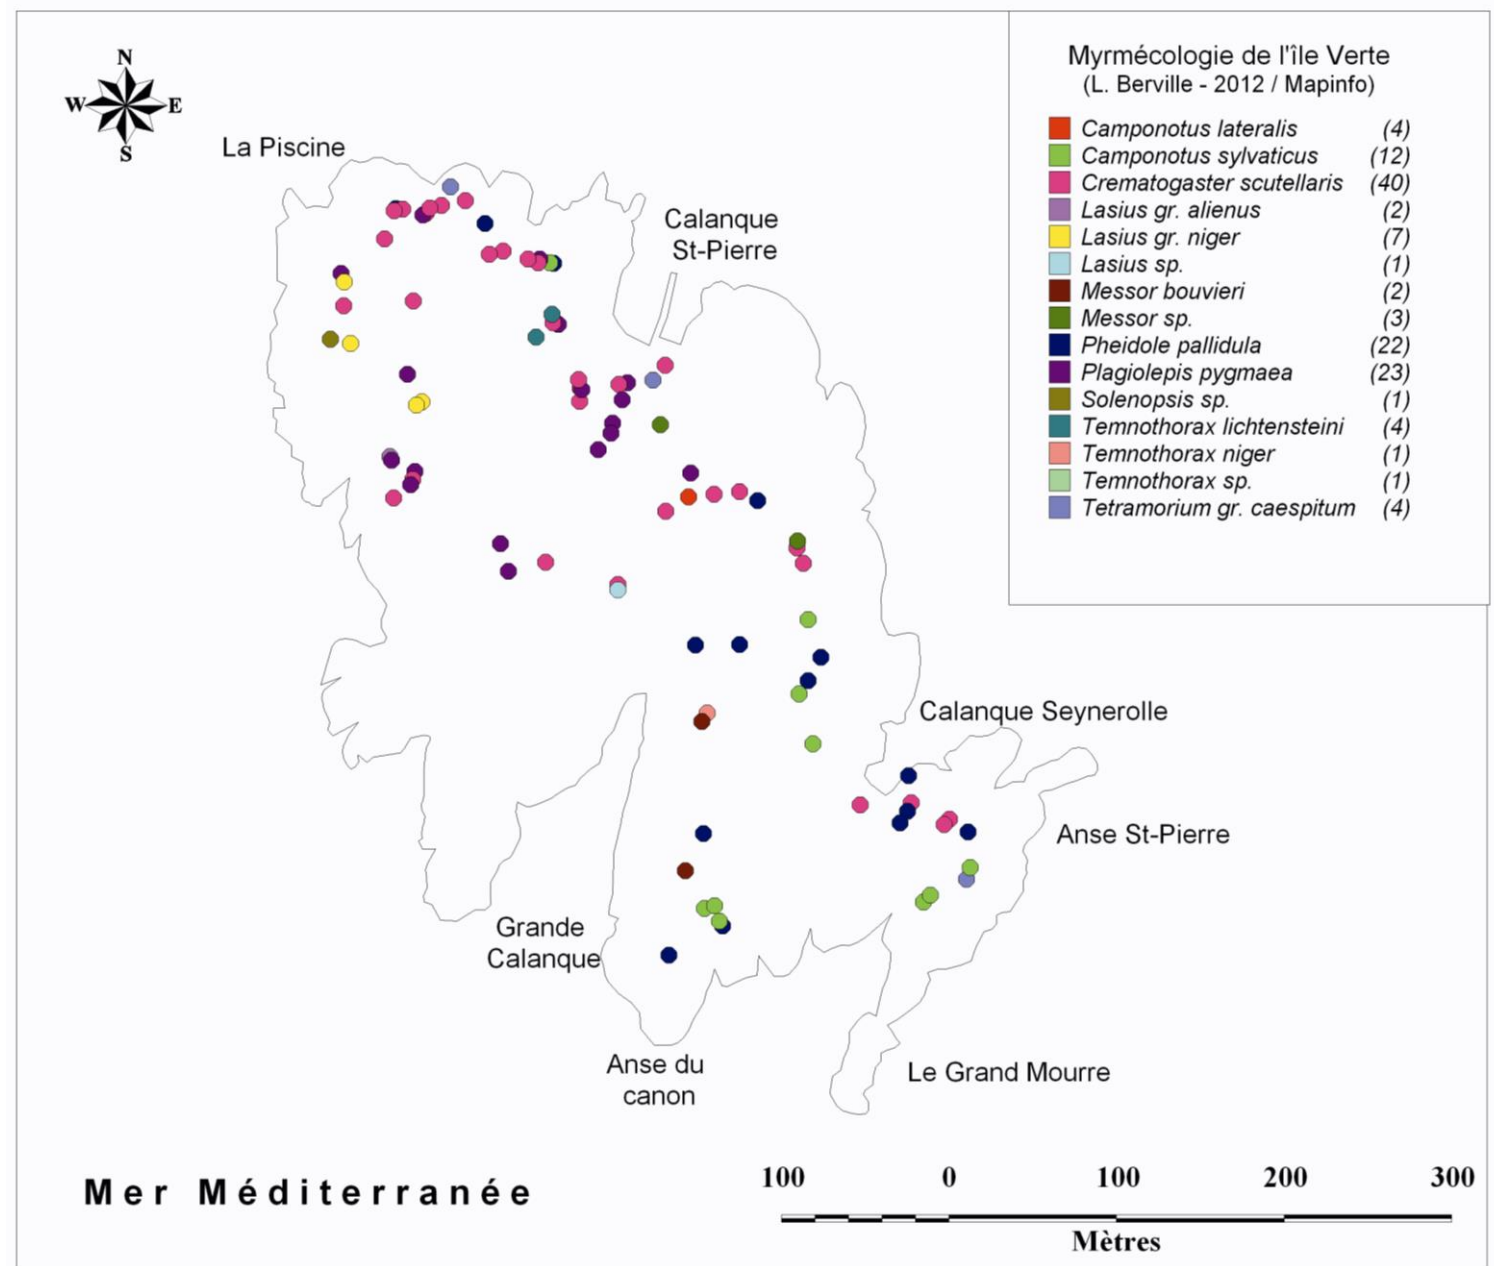 N
W E
S
La Piscine
Calanque
St-Pierre
Myrmécologie de l'île Verte
(L. Berville - 2012 / Mapinfo)
Camponotus lateralis (4)
Camponotus sylvaticus (12)
Crematogaster scutellaris (40)
Lasius gr. alienus (2)
Lasius gr. niger (7)
Lasius sp. (1)
Messor bouvieri (2)
Messor sp. (3)
Pheidole pallidula (22)
Plagiolepis pygmaea (23)
Solenopsis sp. (1)
Temnothorax lichtensteini (4)
Temnothorax niger (1)
Temnothorax sp. (1)
Tetramorium gr. caespitum (4)
Calanque Seynerolle
Anse St-Pierre
Grande
Calanque
Anse du
canon
Le Grand Mourre
Mer Méditerranée
100 0 100 200 300
Mètres